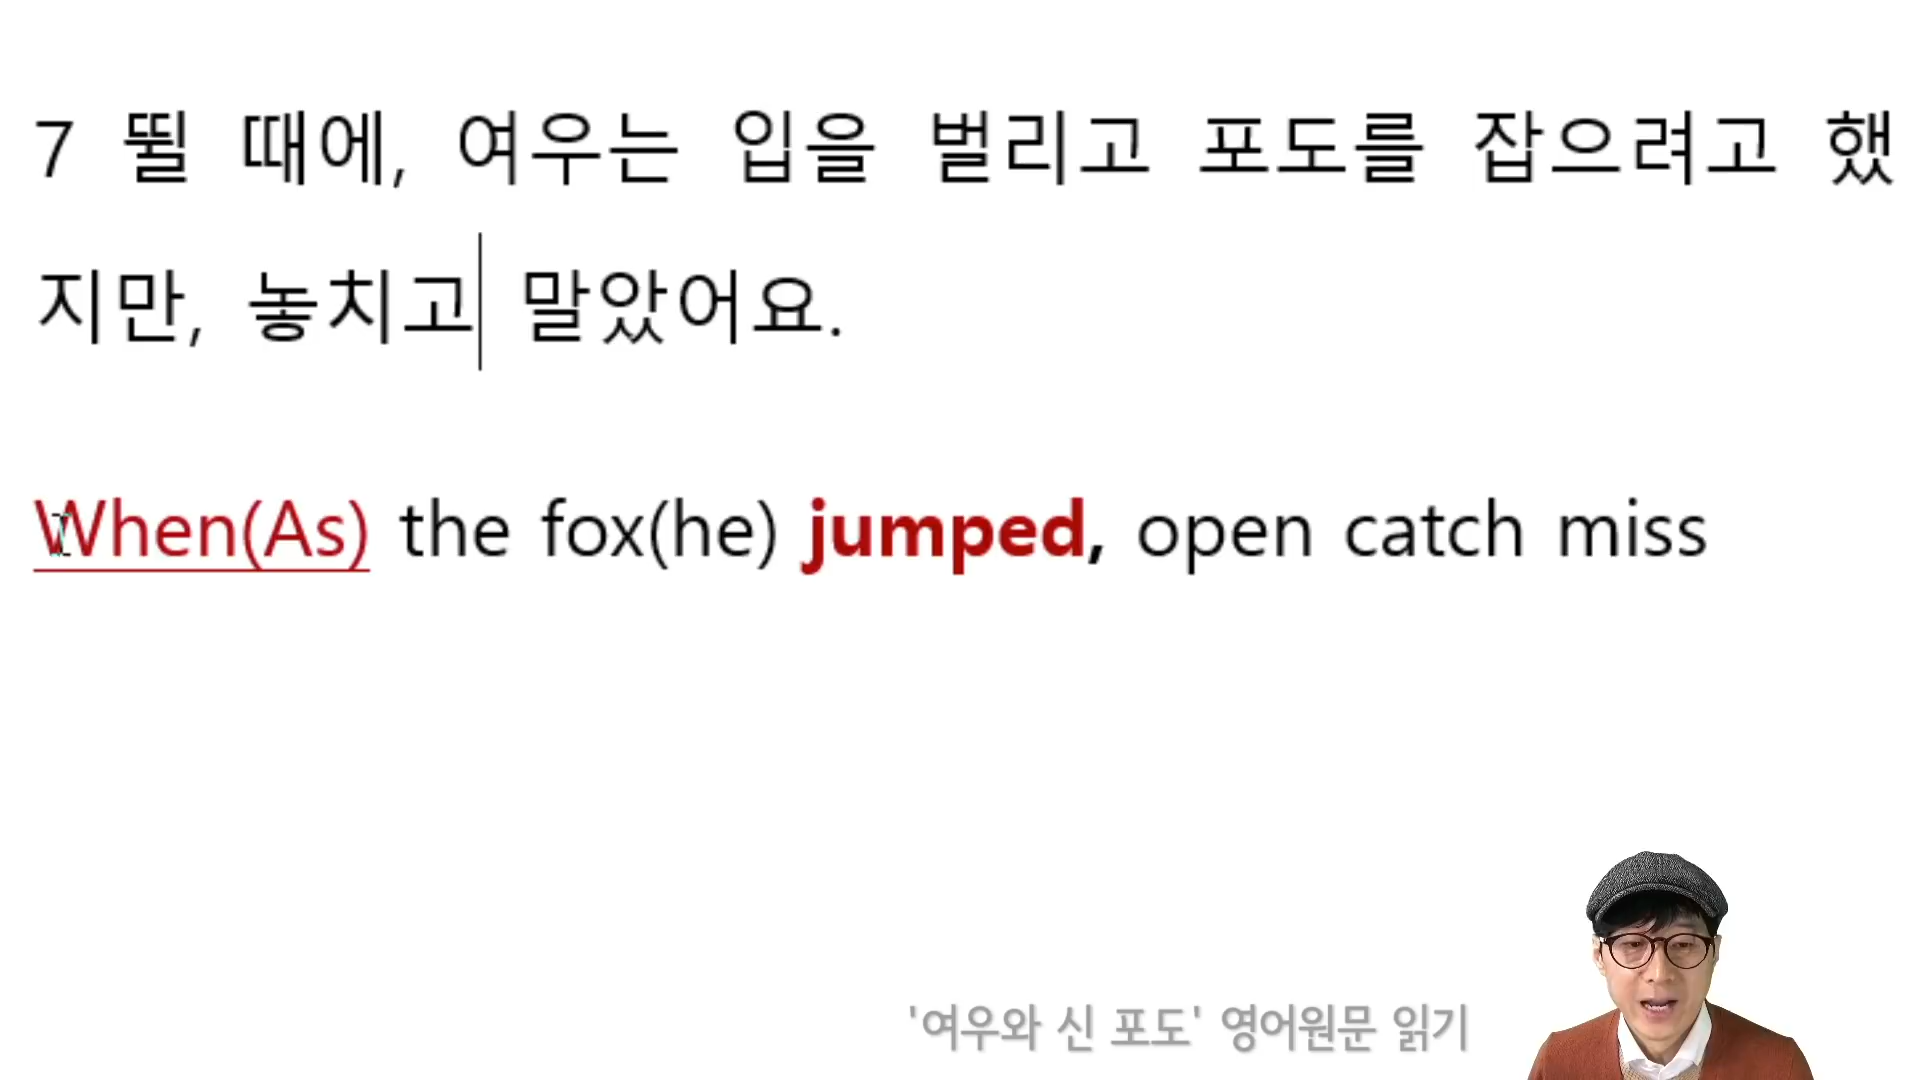 7 뛸 때에, 여우는 입을 벌리고 포도를 잡으려고 했
지만, 놓치고 말았어요.
When(As) the fox(he) jumped, open catch miss
'여우와 신 포도' 영어원문 읽기